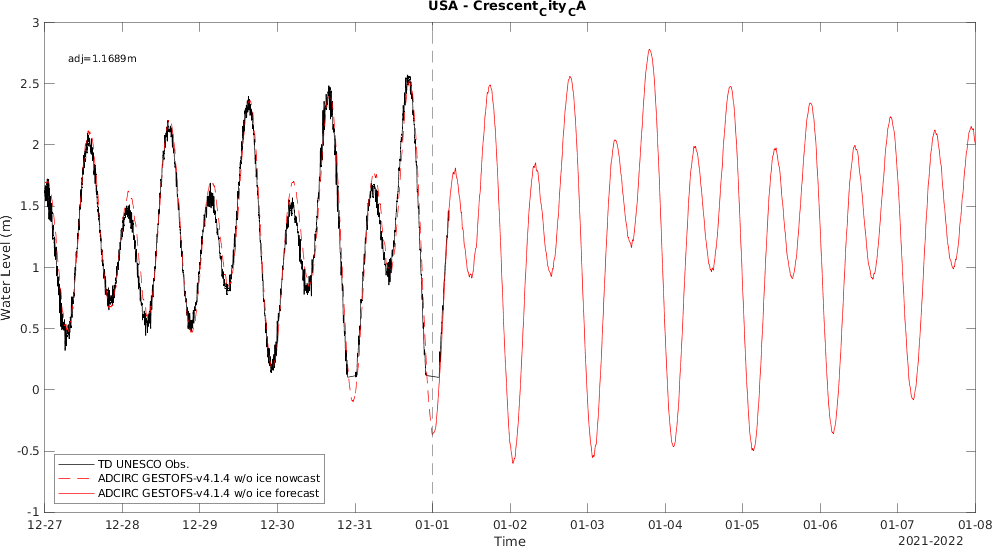 USA - Crescent_City_CA
3
2.5
2
1.5
1
0.5
0
-0.5
-1
Water Level (m)
adj=1.1689m
TD UNESCO Obs.
ADCIRC GESTOFS-v4.1.4 w/o ice nowcast
ADCIRC GESTOFS-v4.1.4 w/o ice forecast
12-27 12-28 12-29 12-30 12-31 01-01 01-02 01-03 01-04 01-05 01-06 01-07 01-08
Time
2021-2022